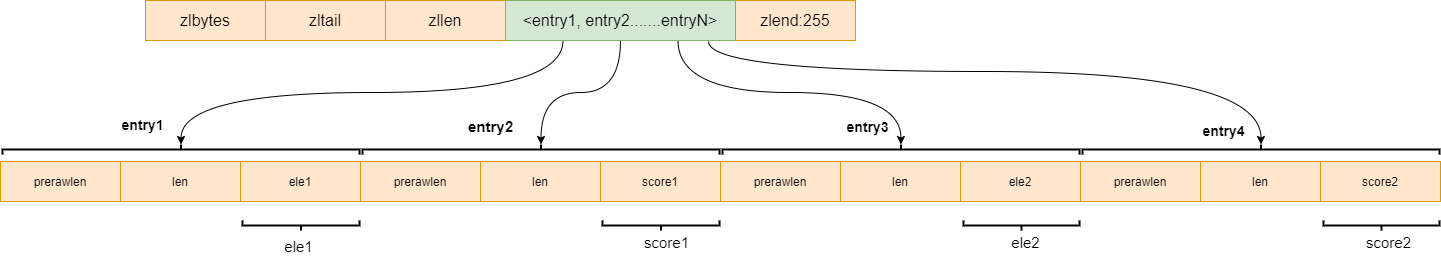 zlbytes zltail zllen <entry1, entry2.......entryN> zlend:255
entry1 entry2 entry3 entry4
prerawlen len ele1 prerawlen len score1 prerawlen len ele2 prerawlen len score2
ele1 score1 ele2 score2